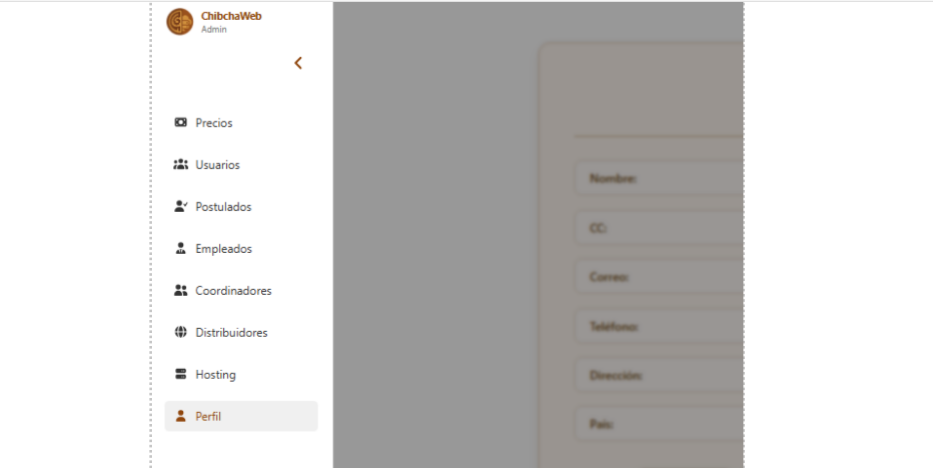 ChibchaWeb
Admin
Precios
Usuarios
Postulados
Empleados
Coordinadores
Distribuidores
Hosting
Perfil
Nombre:
CC:
Correo:
Teléfono:
Dirección:
País: